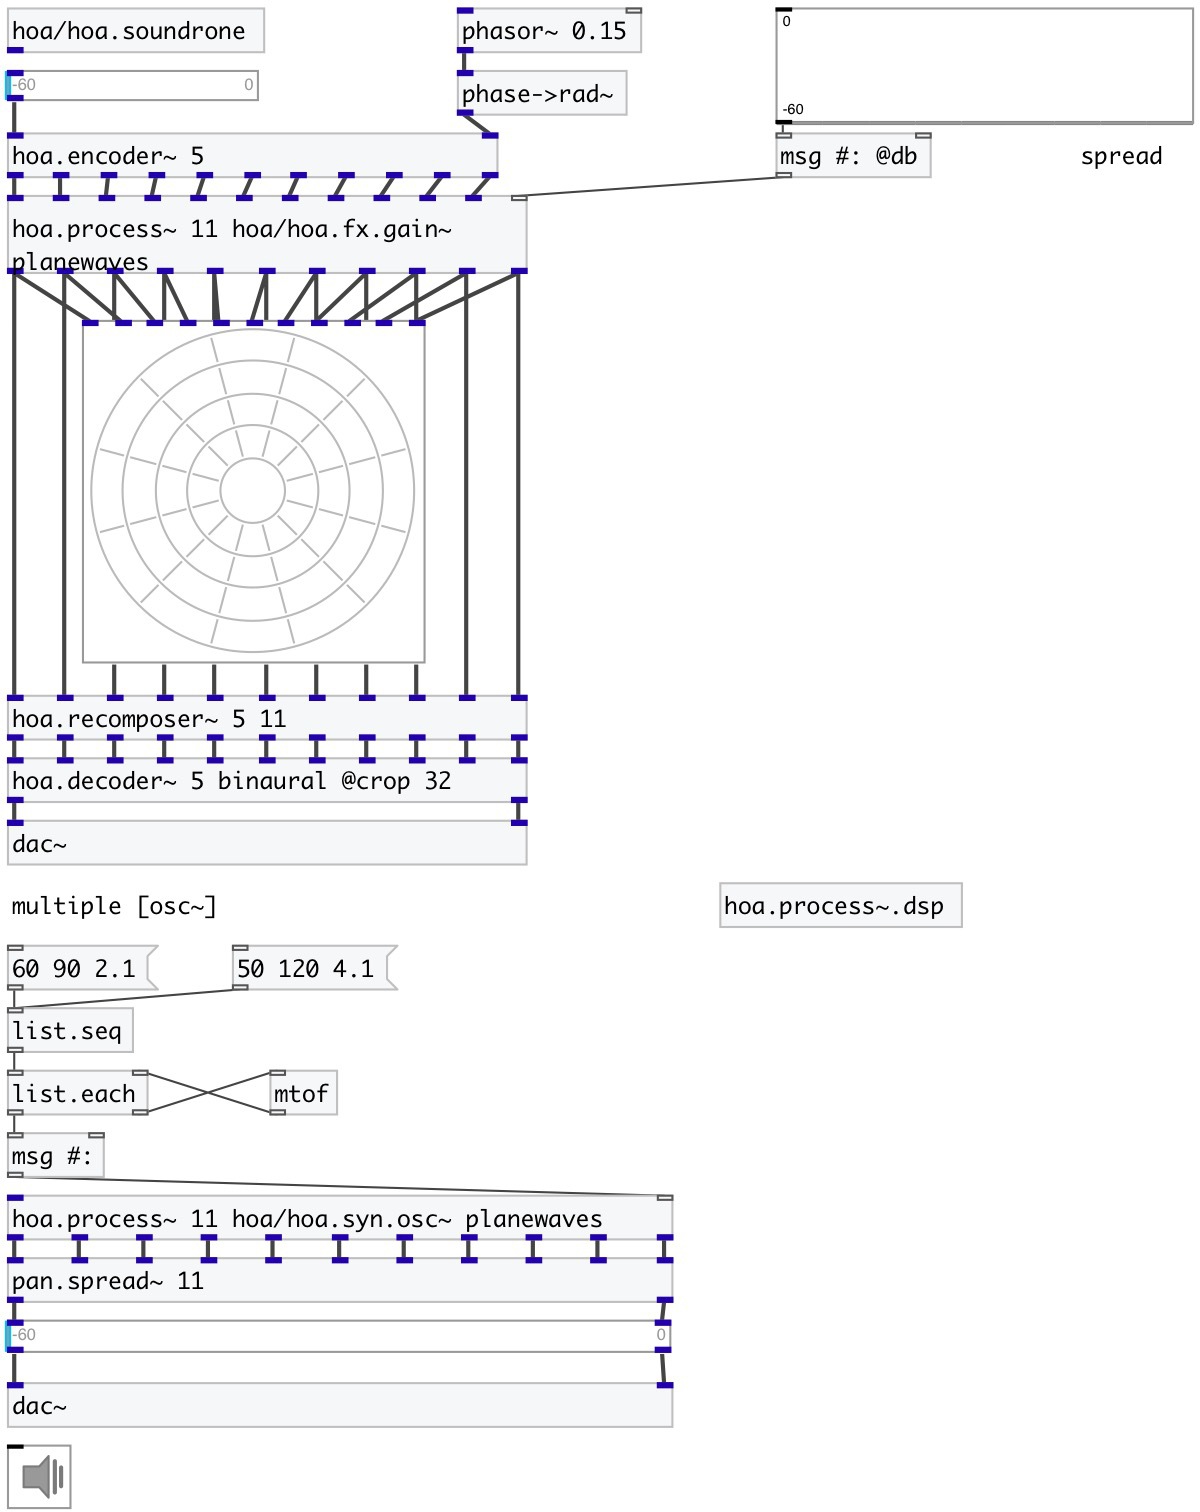 hoa/hoa.soundrone
phasor~ 0.15
0
-60 0
phase->rad~
-60
hoa.encoder~ 5
msg #: @db
spread
hoa.process~ 11 hoa/hoa.fx.gain~
planewaves
hoa.recomposer~ 5 11
hoa.decoder~ 5 binaural @crop 32
dac~
multiple [osc~]
hoa.process~.dsp
60 90 2.1
50 120 4.1
list.seq
list.each
mtof
msg #:
hoa.process~ 11 hoa/hoa.syn.osc~ planewaves
pan.spread~ 11
-60 0
dac~